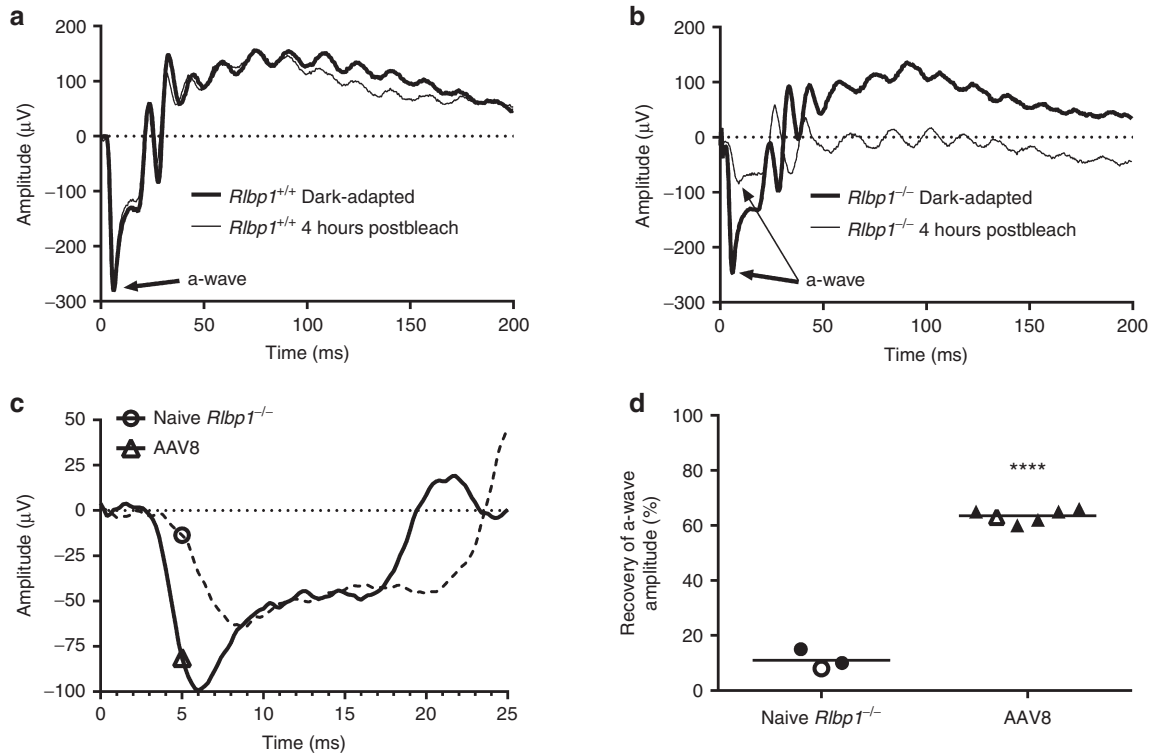 a
200
100
0
−100
−200
−300
Amplitude (μV)
Rlbp1+/+ Dark-adapted
Rlbp1+/+ 4 hours postbleach
a-wave
0
50
100
150
200
Time (ms)
b
200
100
0
−100
−200
−300
Amplitude (μV)
Rlbp1−/− Dark-adapted
Rlbp1−/− 4 hours postbleach
a-wave
0
50
100
150
200
Time (ms)
c
Naive Rlbp1−/−
AAV8
50
25
0
−25
−50
−75
−100
Amplitude (μV)
0
5
10
15
20
25
Time (ms)
d
100
80
60
40
20
0
Recovery of a-wave
amplitude (%)
****
Naive Rlbp1−/−
AAV8